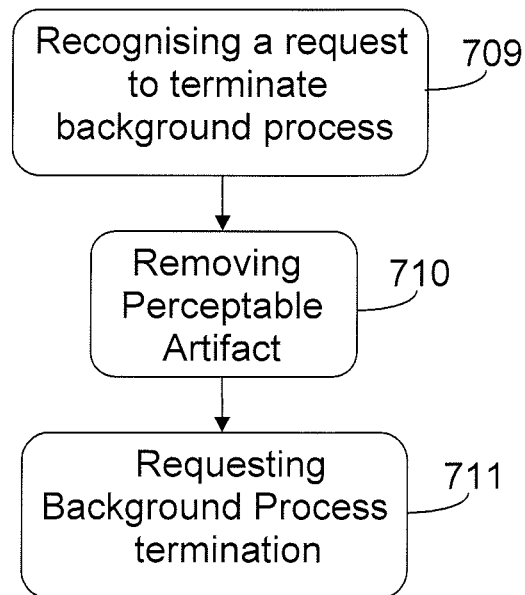 Recognising a request
to terminate
background process
709
Removing
Perceptable
Artifact
710
Requesting
Background Process
termination
711